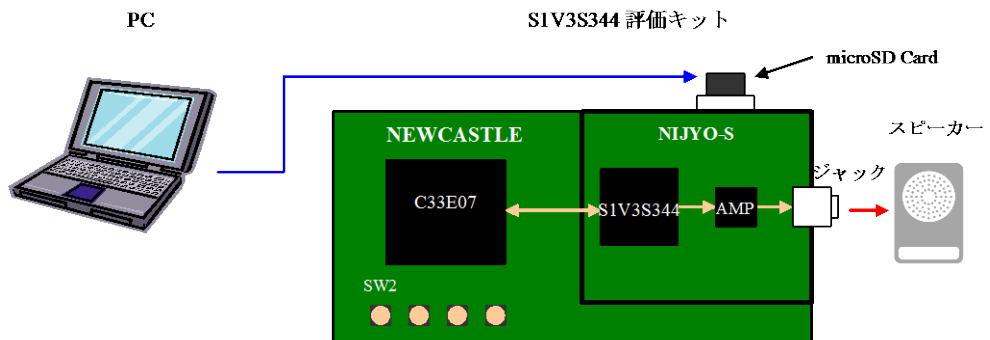 PC
S1V3S344 評価キット
microSD Card
NEWCASTLE
NIJYO-S
スピーカー
ジャック
C33E07
S1V3S344
AMP
SW2